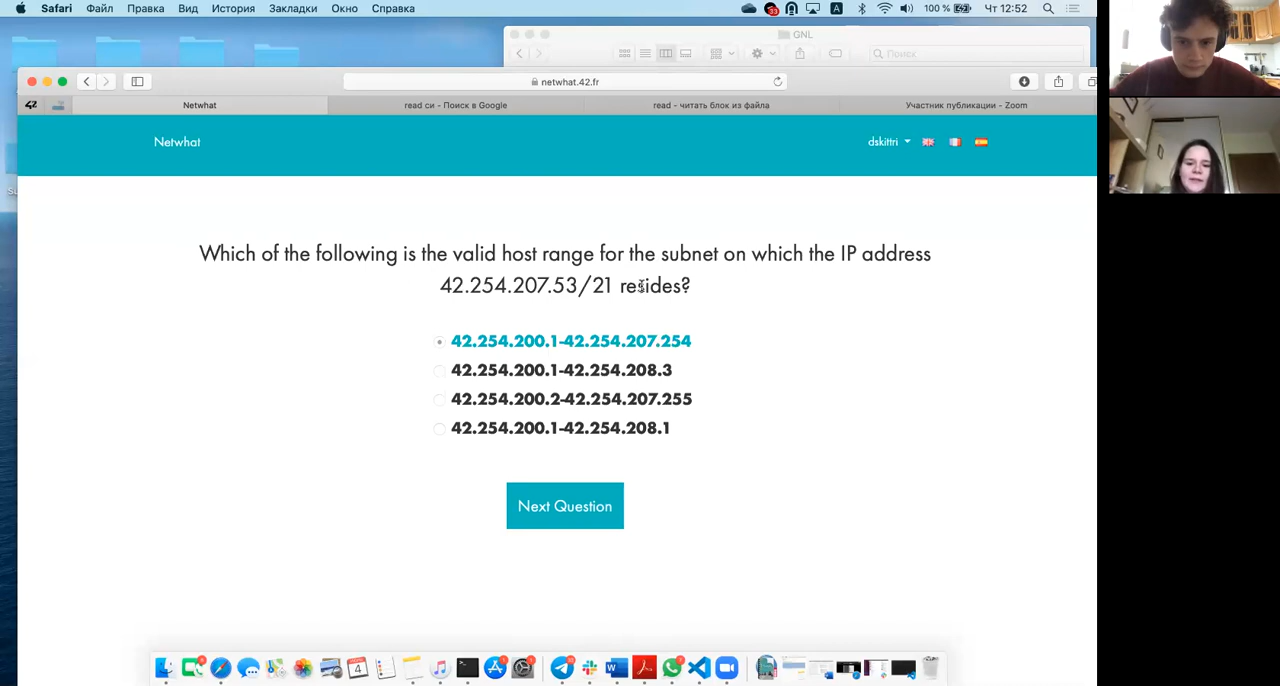 Safari Файл Правка Вид История Закладки Окно Справка
33 A 100 % Чт 12:52
GNL
Поиск
netwhat.42.fr
42 Netwhat read си - Поиск в Google read - читать блок из файла Участник публикации - Zoom
Netwhat dskittri
Which of the following is the valid host range for the subnet on which the IP address
42.254.207.53/21 resides?
42.254.200.1-42.254.207.254
42.254.200.1-42.254.208.3
42.254.200.2-42.254.207.255
42.254.200.1-42.254.208.1
Next Question
4